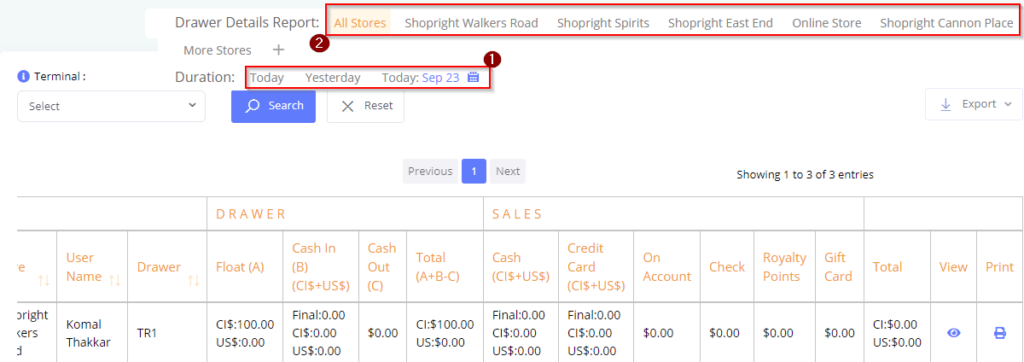 Drawer Details Report: All Stores Shopright Walkers Road Shopright Spirits Shopright East End Online Store Shopright Cannon Place
2
More Stores +
1
Terminal : Duration: Today Yesterday Today: Sep 23
Select Search Reset Export
Previous 1 Next Showing 1 to 3 of 3 entries
DRAWER SALES
re User Name Drawer Float (A) Cash In (B) (CI$+US$) Cash Out (C) Total (A+B-C) Cash (CI$+US$) Credit Card (CI$+US$) On Account Check Royalty Points Gift Card Total View Print
pright Final:0.00 Final:0.00 Final:0.00
kers Komal Thakkar TR1 CI$:100.00 US$:0.00 CI$:0.00 $0.00 CI:$100.00 US:$0.00 CI$:0.00 CI$:0.00 $0.00 $0.00 $0.00 $0.00 CI:$0.00 US:$0.00
d US$:0.00 US$:0.00 US$:0.00